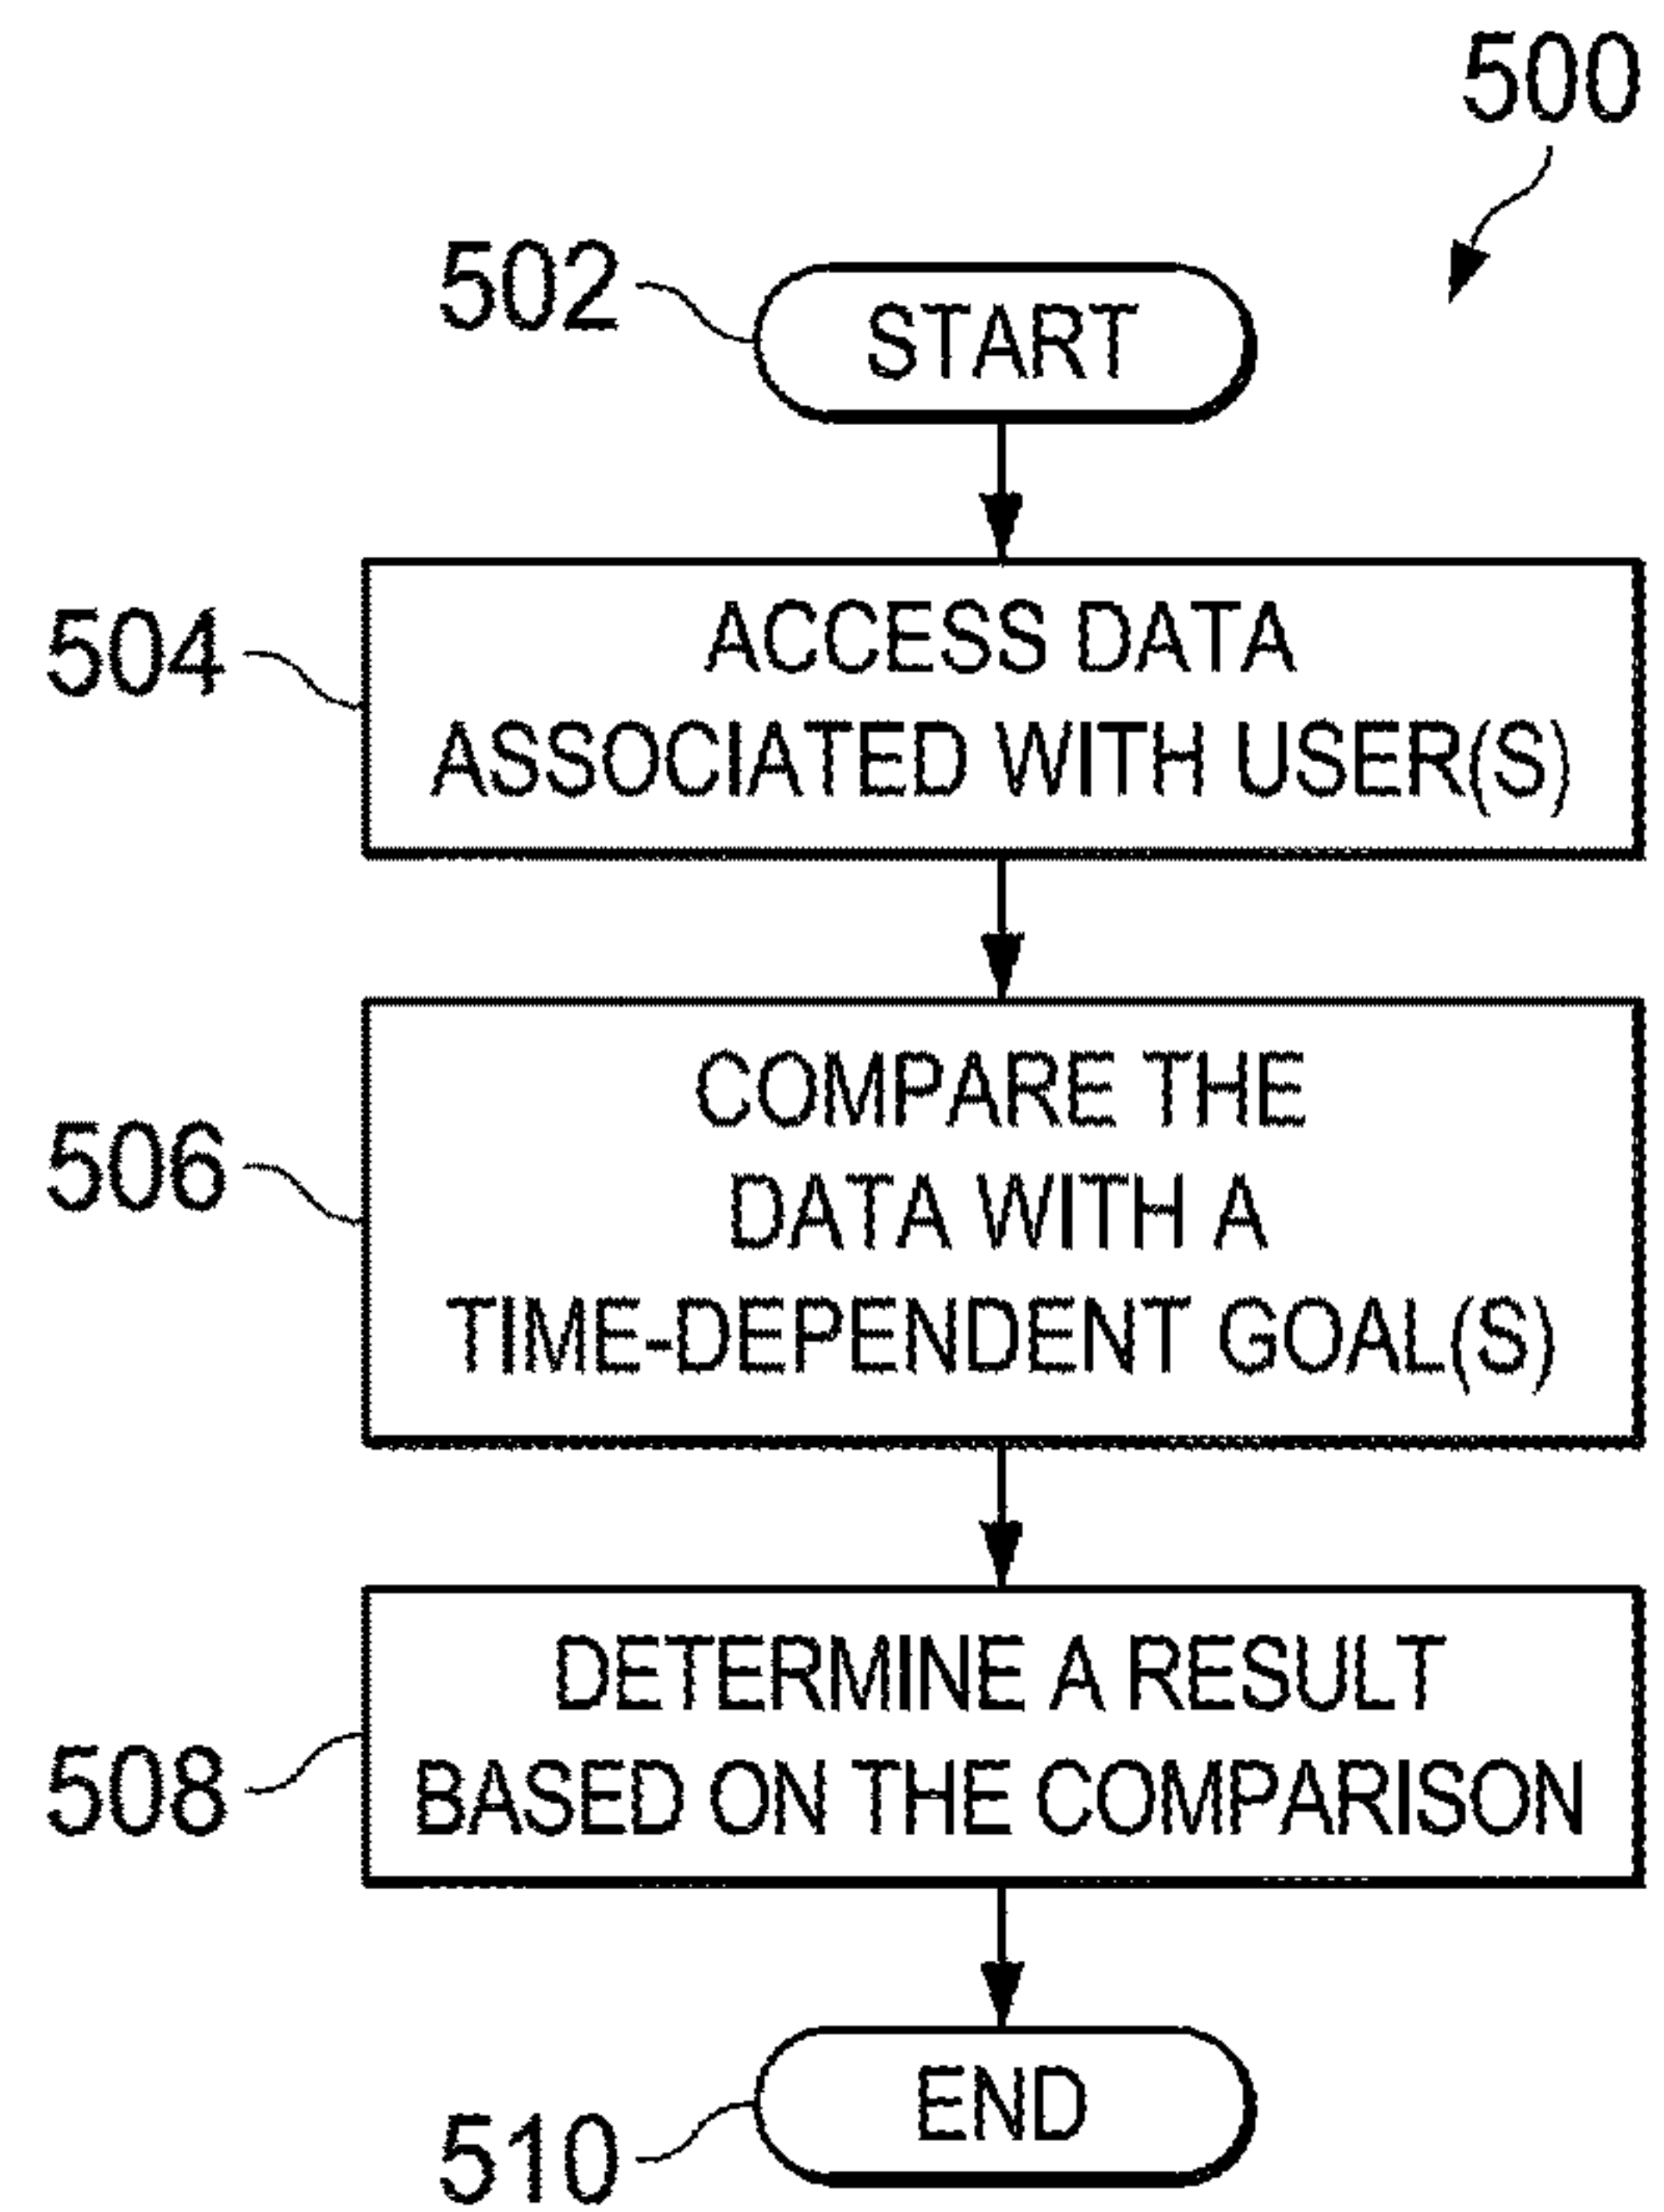 500
502
START
504
ACCESS DATA
ASSOCIATED WITH USER(S)
506
COMPARE THE
DATA WITH A
TIME-DEPENDENT GOAL(S)
508
DETERMINE A RESULT
BASED ON THE COMPARISON
510
END